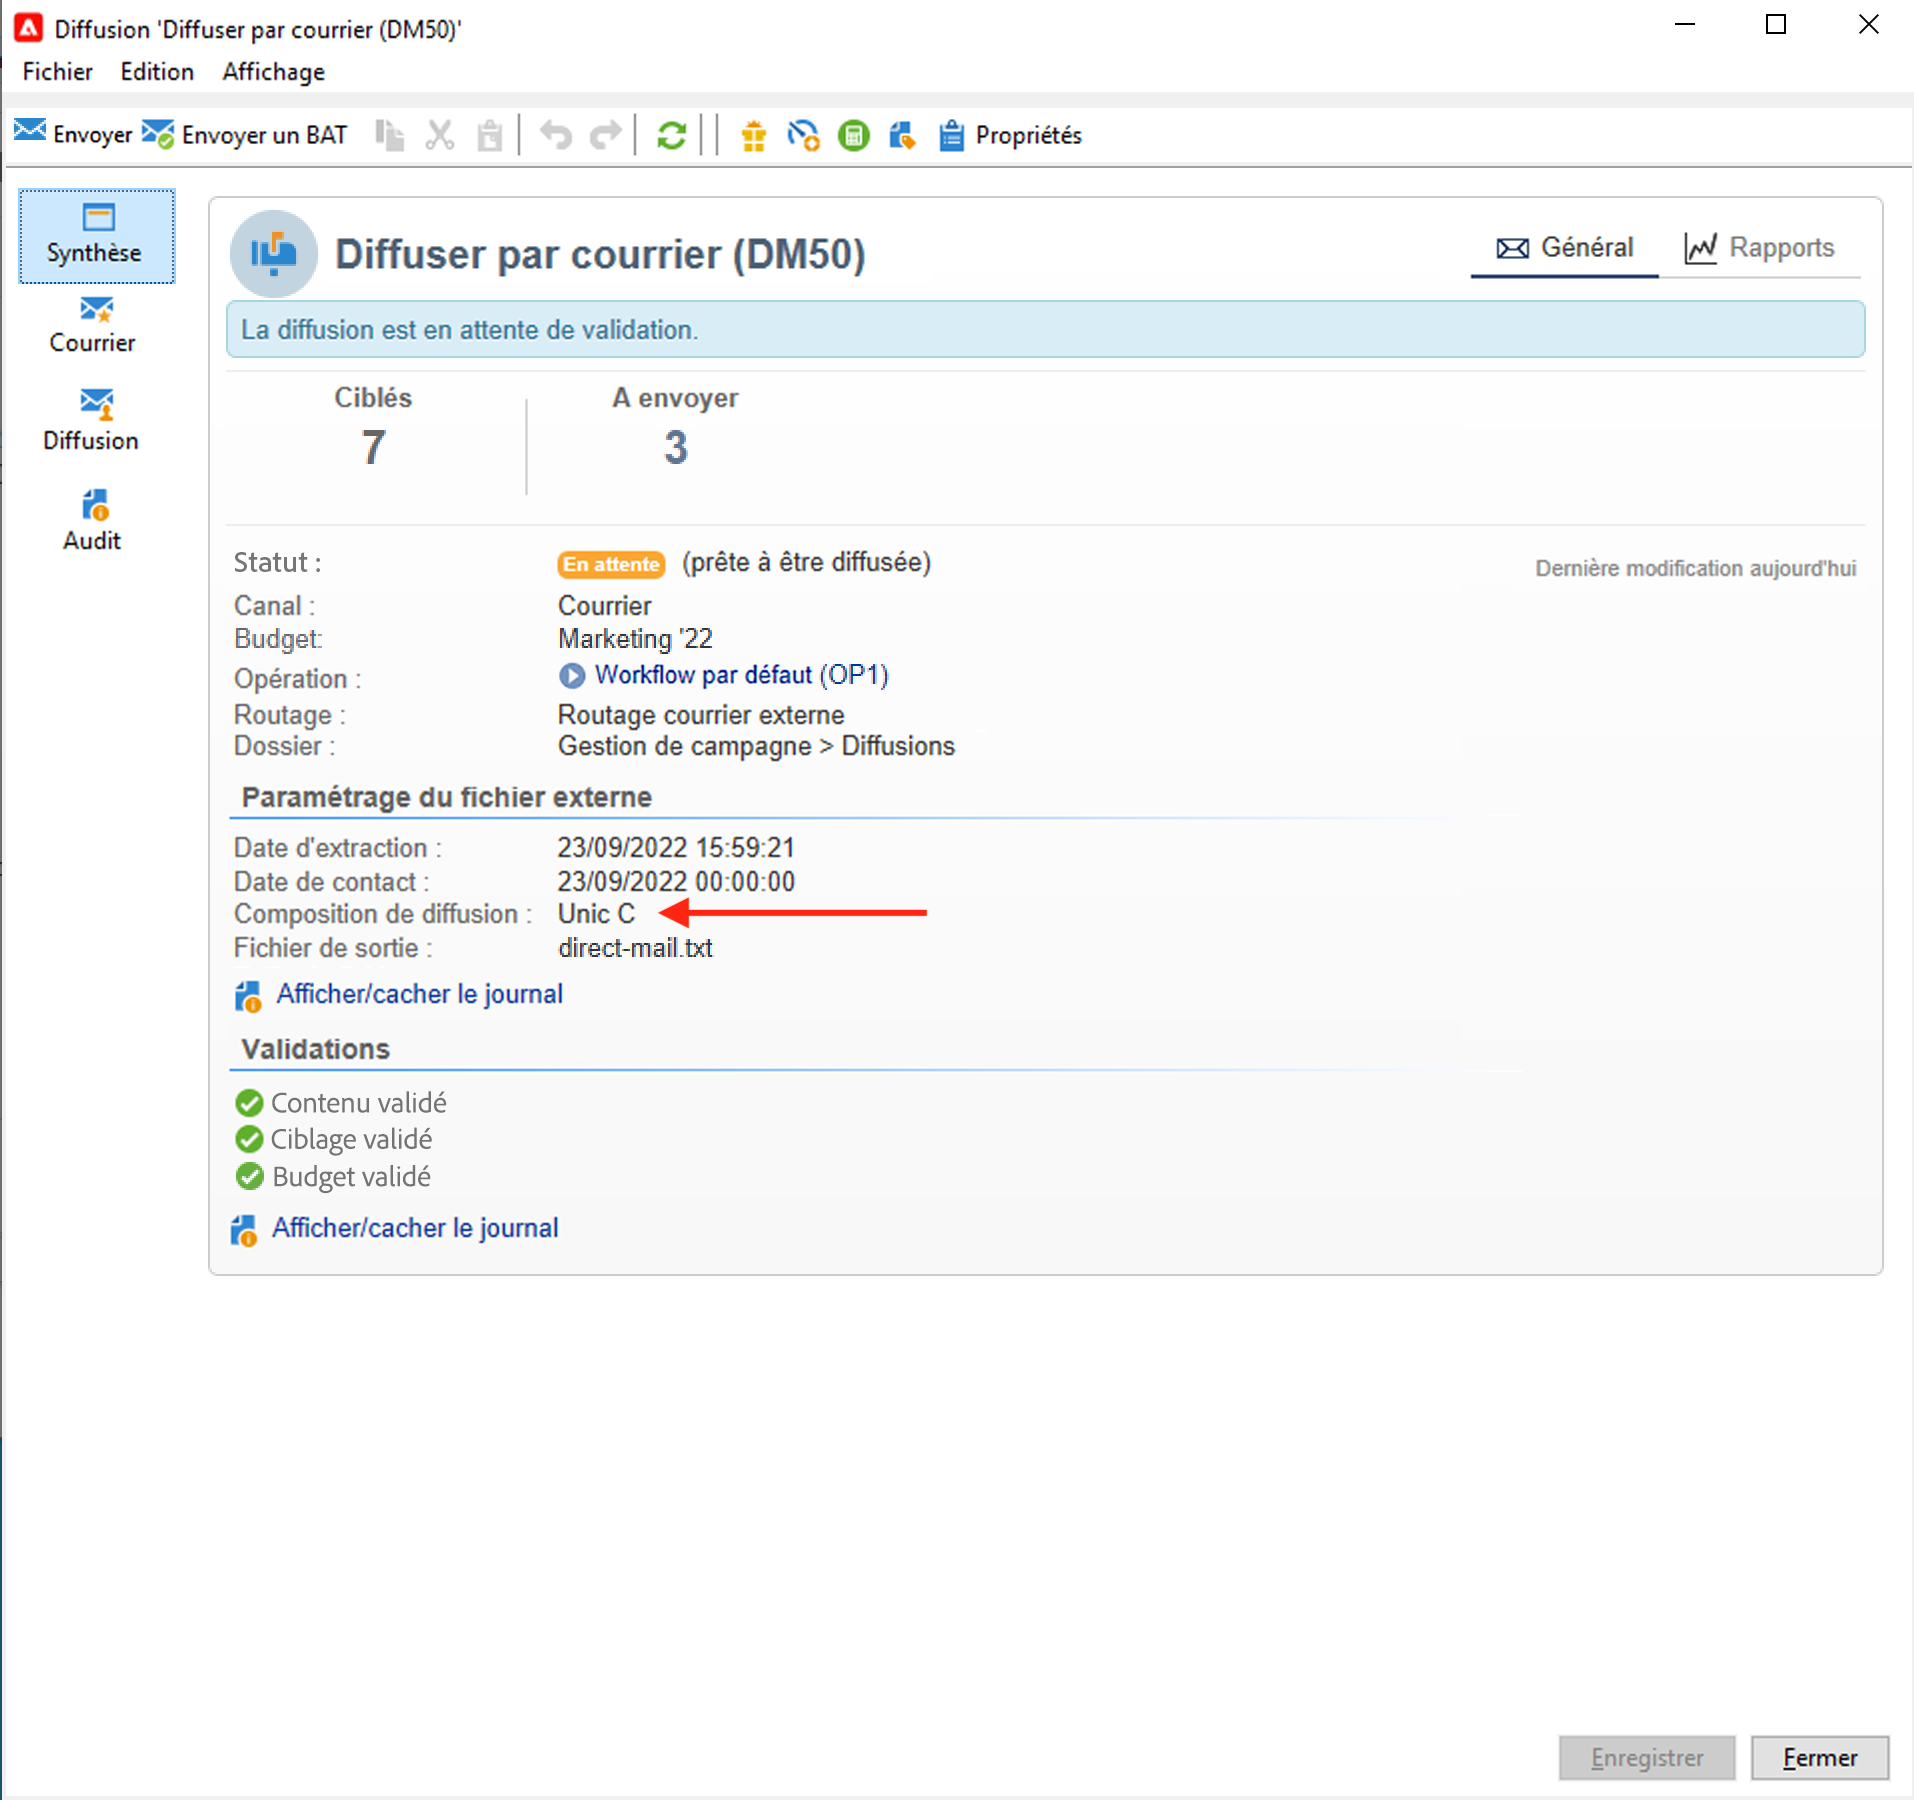 Diffusion 'Diffuser par courrier (DM50)'
Fichier Edition Affichage
Envoyer Envoyer un BAT Propriétés
Synthèse
Courrier
Diffusion
Audit
Diffuser par courrier (DM50)
Général Rapports
La diffusion est en attente de validation.
Ciblés A envoyer
7 3
Statut : En attente (prête à être diffusée) Dernière modification aujourd'hui
Canal : Courrier
Budget: Marketing '22
Opération : Workflow par défaut (OP1)
Routage : Routage courrier externe
Dossier : Gestion de campagne > Diffusions
Paramétrage du fichier externe
Date d'extraction : 23/09/2022 15:59:21
Date de contact : 23/09/2022 00:00:00
Composition de diffusion : Unic C
Fichier de sortie : direct-mail.txt
Afficher/cacher le journal
Validations
Contenu validé
Ciblage validé
Budget validé
Afficher/cacher le journal
Enregistrer Fermer